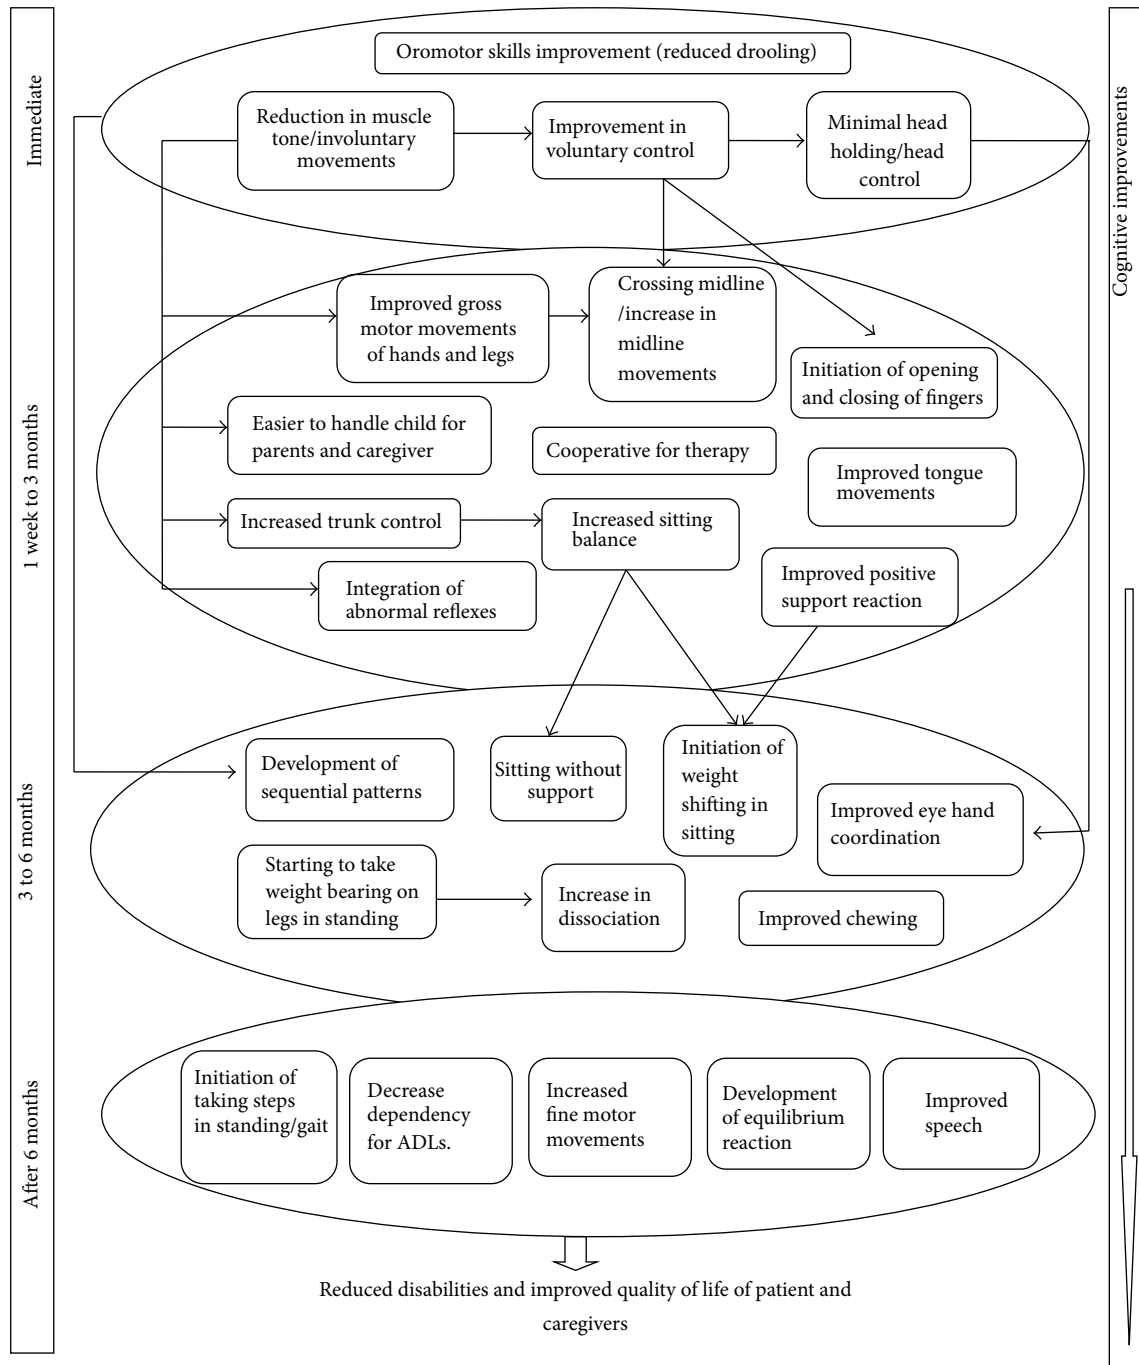 Immediate
Oromotor skills improvement (reduced drooling)
Reduction in muscle
tone/involuntary
movements
Improvement in
voluntary control
Minimal head
holding/head
control
Cognitive improvements
1 week to 3 months
Improved gross
motor movements
of hands and legs
Crossing midline
/increase in
midline
movements
Initiation of opening
and closing of fingers
Easier to handle child for
parents and caregiver
Cooperative for therapy
Improved tongue
movements
Increased trunk control
Increased sitting
balance
Integration of
abnormal reflexes
Improved positive
support reaction
3 to 6 months
Development of
sequential patterns
Sitting without
support
Initiation of
weight
shifting in
sitting
Improved eye hand
coordination
Starting to take
weight bearing on
legs in standing
Increase in
dissociation
Improved chewing
After 6 months
Initiation of
taking steps
in standing/gait
Decrease
dependency
for ADLs.
Increased
fine motor
movements
Development
of equilibrium
reaction
Improved
speech
Reduced disabilities and improved quality of life of patient and
caregivers